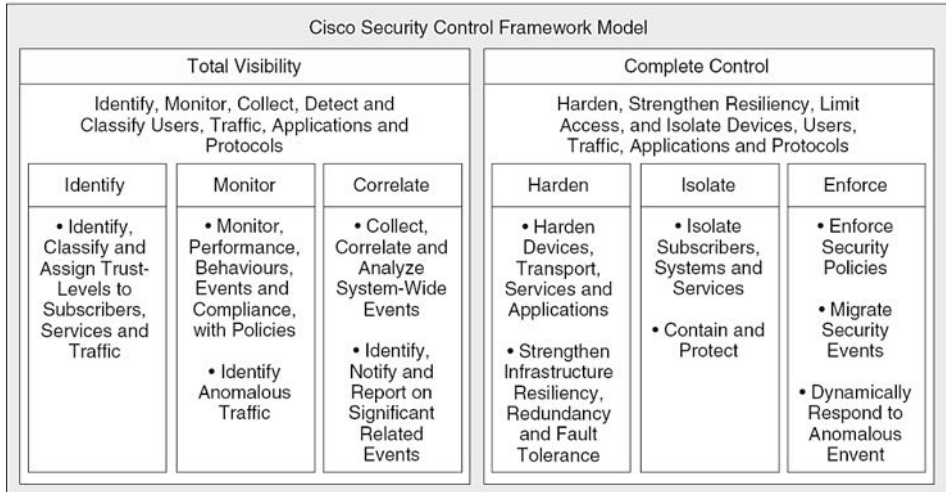 Cisco Security Control Framework Model
Total Visibility
Identify, Monitor, Collect, Detect and
Classify Users, Traffic, Applications and
Protocols
Identify
• Identify,
Classify and
Assign Trust-
Levels to
Subscribers,
Services and
Traffic
Monitor
• Monitor,
Performance,
Behaviours,
Events and
Compliance,
with Policies
• Identify
Anomalous
Traffic
Correlate
• Collect,
Correlate and
Analyze
System-Wide
Events
• Identify,
Notify and
Report on
Significant
Related
Events
Complete Control
Harden, Strengthen Resiliency, Limit
Access, and Isolate Devices, Users,
Traffic, Applications and Protocols
Harden
• Harden
Devices,
Transport,
Services and
Applications
• Strengthen
Infrastructure
Resiliency,
Redundancy
and Fault
Tolerance
Isolate
• Isolate
Subscribers,
Systems and
Services
• Contain and
Protect
Enforce
• Enforce
Security
Policies
• Migrate
Security
Events
• Dynamically
Respond to
Anomalous
Envent